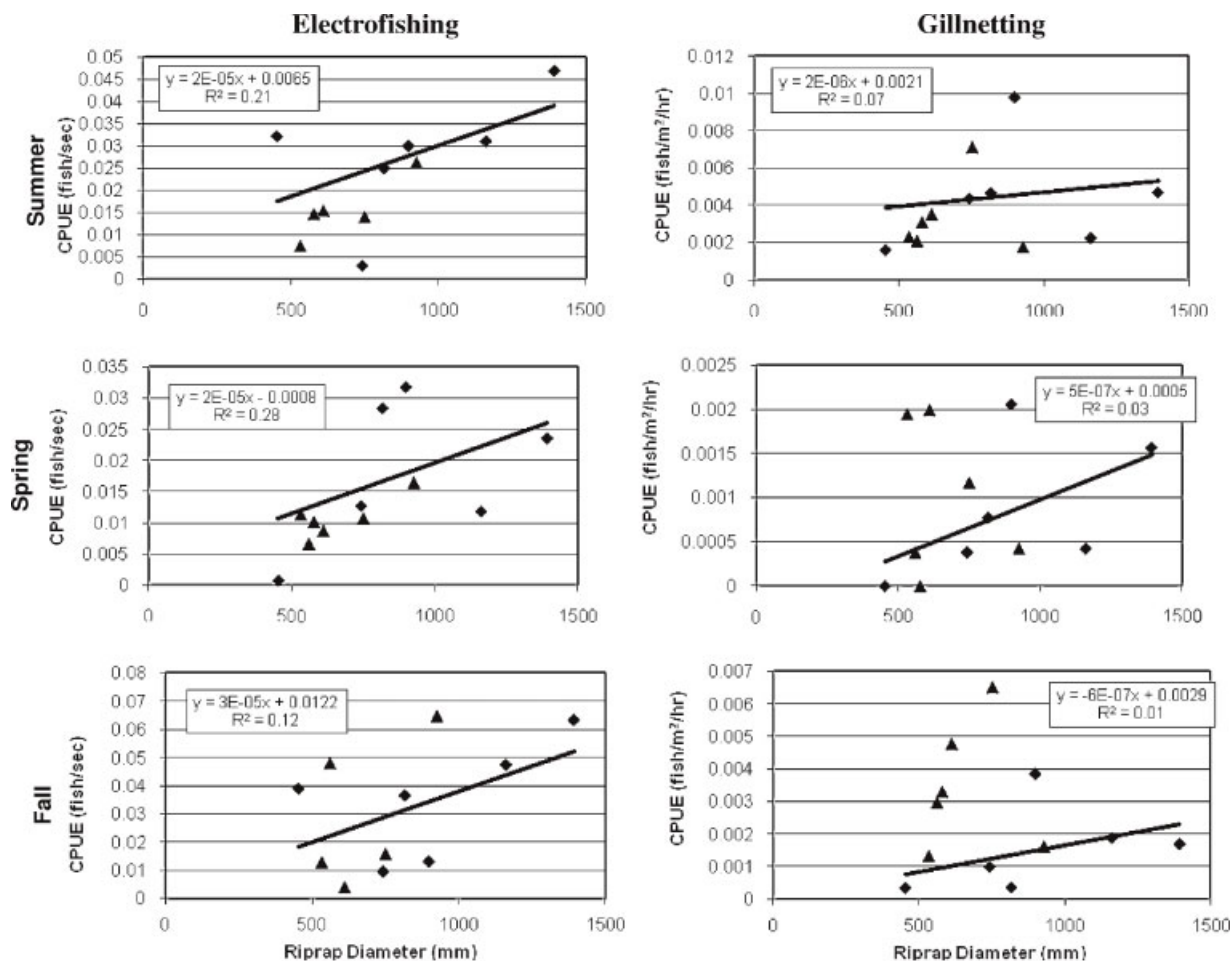 Electrofishing
Gillnetting
Summer
CPUE (fish/sec)
0.05
0.045
0.04
0.035
0.03
0.025
0.02
0.015
0.01
0.005
0
y = 2E-05x + 0.0065
R² = 0.21
0 500 1000 1500
CPUE (fish/m²/hr)
0.012
0.01
0.008
0.006
0.004
0.002
0
y = 2E-06x + 0.0021
R² = 0.07
0 500 1000 1500
Spring
CPUE (fish/sec)
0.035
0.03
0.025
0.02
0.015
0.01
0.005
0
y = 2E-05x - 0.0008
R² = 0.28
0 500 1000 1500
CPUE (fish/m²/hr)
0.0025
0.002
0.0015
0.001
0.0005
0
y = 5E-07x + 0.0005
R² = 0.03
0 500 1000 1500
Fall
CPUE (fish/sec)
0.08
0.07
0.06
0.05
0.04
0.03
0.02
0.01
0
y = 3E-05x + 0.0122
R² = 0.12
0 500 1000 1500
Riprap Diameter (mm)
CPUE (fish/m²/hr)
0.007
0.006
0.005
0.004
0.003
0.002
0.001
0
y = -6E-07x + 0.0029
R² = 0.01
0 500 1000 1500
Riprap Diameter (mm)